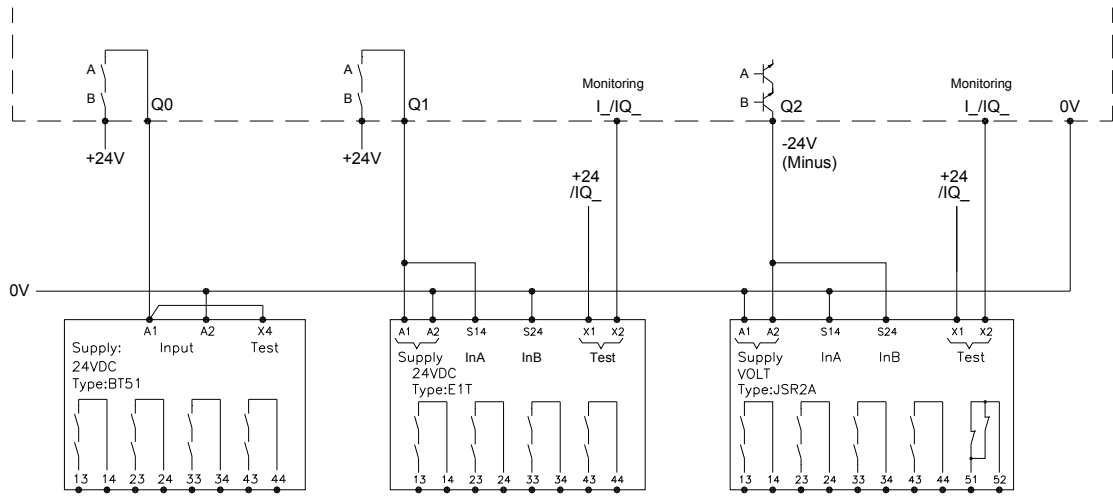 A
B
Q0
+24V
A
B
Q1
+24V
Monitoring
I_/IQ_
+24
/IQ_
A
B
Q2
-24V
(Minus)
Monitoring
I_/IQ_
+24
/IQ_
0V
0V
A1 A2 X4
Supply: Input Test
24VDC
Type:BT51
13 14 23 24 33 34 43 44
A1 A2 S14 S24 X1 X2
Supply InA InB Test
24VDC
Type:E1T
13 14 23 24 33 34 43 44
A1 A2 S14 S24 X1 X2
Supply InA InB Test
VOLT
Type:JSR2A
13 14 23 24 33 34 43 44 51 52